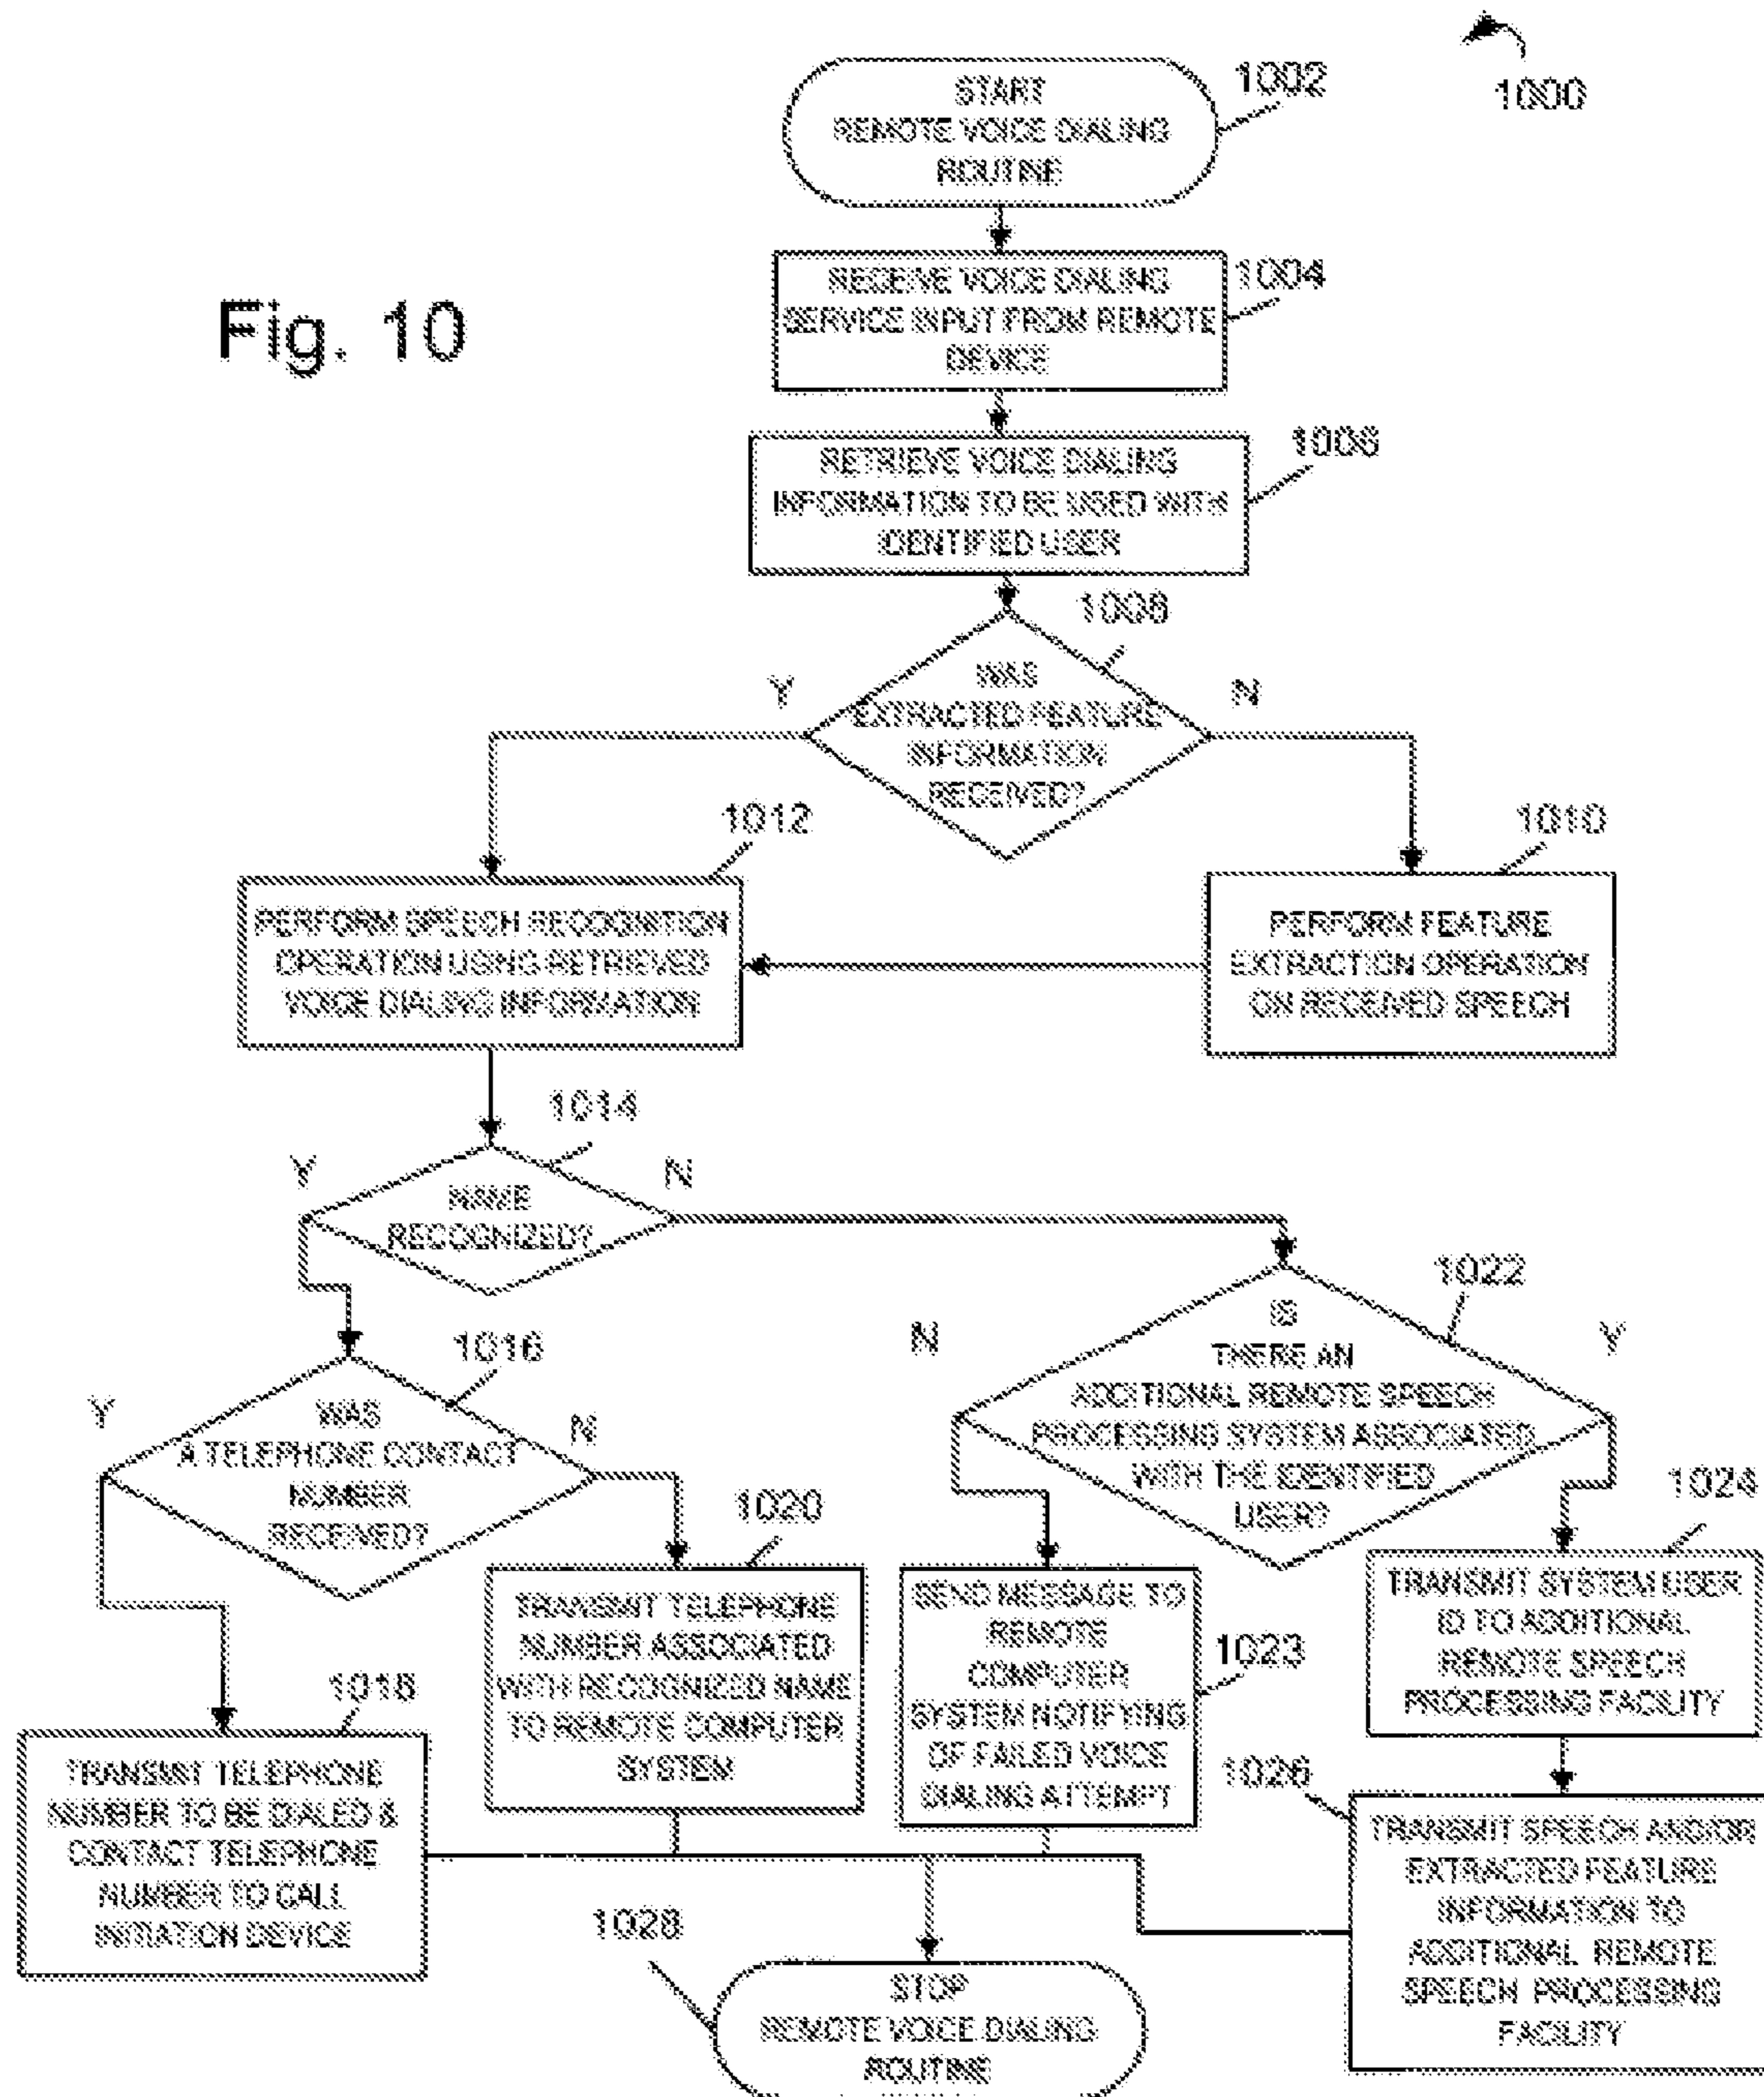 1000
START
REMOTE VOICE DIALING
ROUTINE
1002
Fig. 10
RECEIVE VOICE DIALING
SERVICE INPUT FROM REMOTE
DEVICE
1004
RETRIEVE VOICE DIALING
INFORMATION TO BE USED WITH
IDENTIFIED USER
1006
1008
Y
WAS
EXTRACTED FEATURE
INFORMATION
RECEIVED?
N
1012
1010
PERFORM SPEECH RECOGNITION
OPERATION USING RETRIEVED
VOICE DIALING INFORMATION
PERFORM FEATURE
EXTRACTION OPERATION
ON RECEIVED SPEECH
1014
Y
NAME
RECOGNIZED?
N
1016
Y
WAS
A TELEPHONE CONTACT
NUMBER
RECEIVED?
N
1022
N
IS
THERE AN
ADDITIONAL REMOTE SPEECH
PROCESSING SYSTEM ASSOCIATED
WITH THE IDENTIFIED
USER?
Y
1020
1024
TRANSMIT TELEPHONE
NUMBER ASSOCIATED
WITH RECOGNIZED NAME
TO REMOTE COMPUTER
SYSTEM
SEND MESSAGE TO
REMOTE
COMPUTER
SYSTEM NOTIFYING
OF FAILED VOICE
DIALING ATTEMPT
1023
TRANSMIT SYSTEM USER
ID TO ADDITIONAL
REMOTE SPEECH
PROCESSING FACILITY
1018
TRANSMIT TELEPHONE
NUMBER TO BE DIALED &
CONTACT TELEPHONE
NUMBER TO CALL
INITIATION DEVICE
1026
TRANSMIT SPEECH AND/OR
EXTRACTED FEATURE
INFORMATION TO
ADDITIONAL REMOTE
SPEECH PROCESSING
FACILITY
1028
STOP
REMOTE VOICE DIALING
ROUTINE